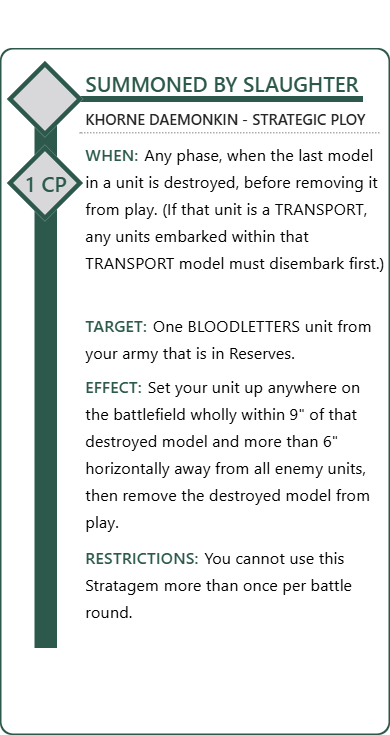 SUMMONED BY SLAUGHTER
KHORNE DAEMONKIN - STRATEGIC PLOY
1 CP
WHEN: Any phase, when the last model
in a unit is destroyed, before removing it
from play. (If that unit is a TRANSPORT,
any units embarked within that
TRANSPORT model must disembark first.)
TARGET: One BLOODLETTERS unit from
your army that is in Reserves.
EFFECT: Set your unit up anywhere on
the battlefield wholly within 9" of that
destroyed model and more than 6"
horizontally away from all enemy units,
then remove the destroyed model from
play.
RESTRICTIONS: You cannot use this
Stratagem more than once per battle
round.